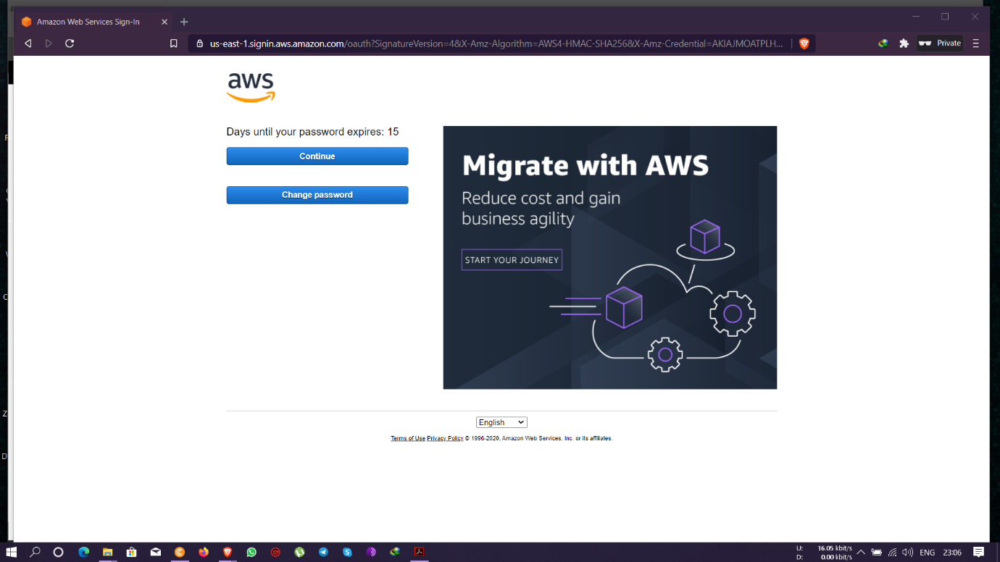 Amazon Web Services Sign-In
us-east-1.signin.aws.amazon.com/oauth?SignatureVersion=4&X-Amz-Algorithm=AWS4-HMAC-SHA256&X-Amz-Credential=AKIAJMOATPLH...
Private
aws
Days until your password expires: 15
Continue
Change password
Migrate with AWS
Reduce cost and gain
business agility
START YOUR JOURNEY
English
Terms of Use Privacy Policy © 1996-2020, Amazon Web Services, Inc. or its affiliates.
U: 16.05 kbit/s
D: 0.00 kbit/s
ENG
23:06